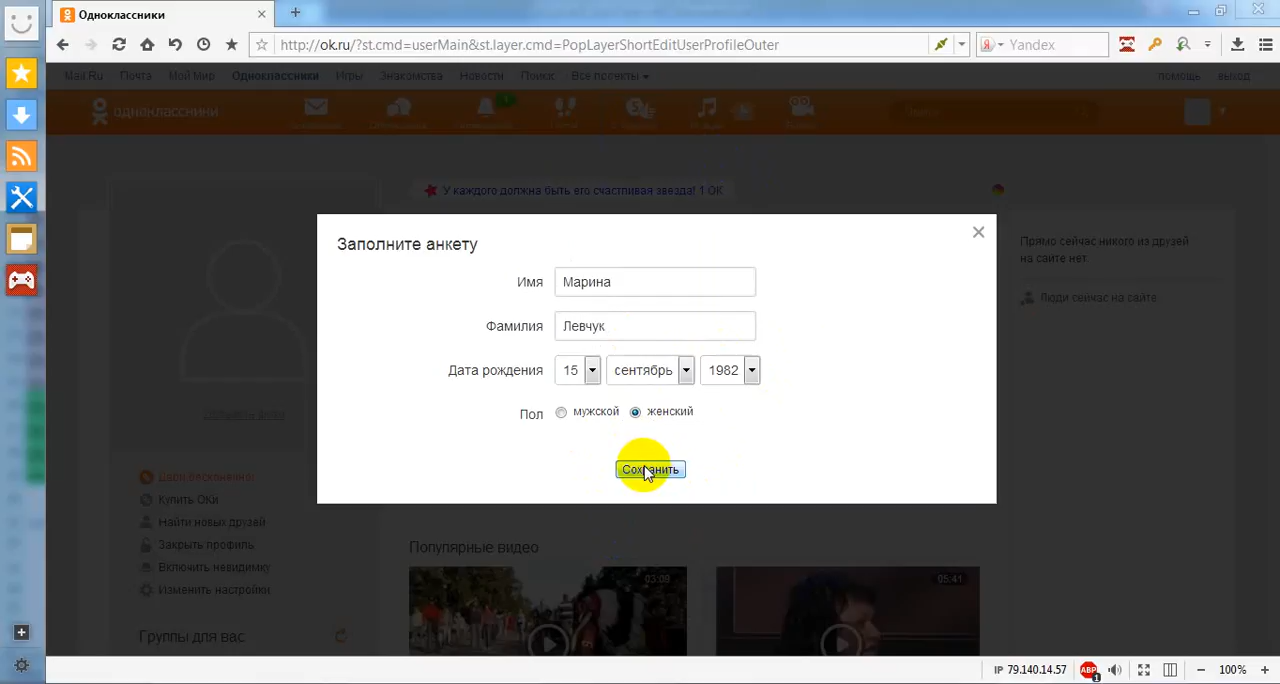 Одноклассники
http://ok.ru/?st.cmd=userMain&st.layer.cmd=PopLayerShortEditUserProfileOuter
Yandex
Mail.Ru Почта Мой Мир Одноклассники Игры Знакомства Новости Поиск Все проекты
помощь выход
одноклассники
У каждого должна быть его счастливая звезда! 1 ОК
Заполните анкету
Имя Марина
Фамилия Левчук
Дата рождения 15 сентябрь 1982
Пол мужской женский
Сохранить
Прямо сейчас никого из друзей
на сайте нет
Люди сейчас на сайте
Купить ОКи
Найти новых друзей
Закрыть профиль
Включить невидимку
Изменить настройки
Группы для вас
Популярные видео
03:09
05:41
IP 79.140.14.57
ABP
1
100%